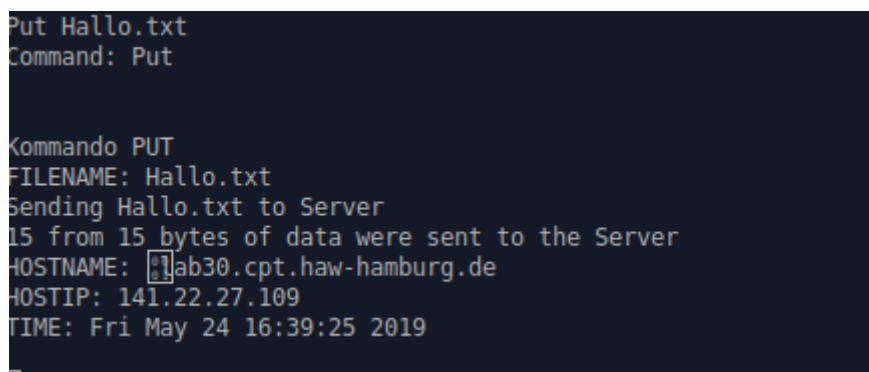 Put Hallo.txt
Command: Put
Kommando PUT
FILENAME: Hallo.txt
Sending Hallo.txt to Server
15 from 15 bytes of data were sent to the Server
HOSTNAME: lab30.cpt.haw-hamburg.de
HOSTIP: 141.22.27.109
TIME: Fri May 24 16:39:25 2019